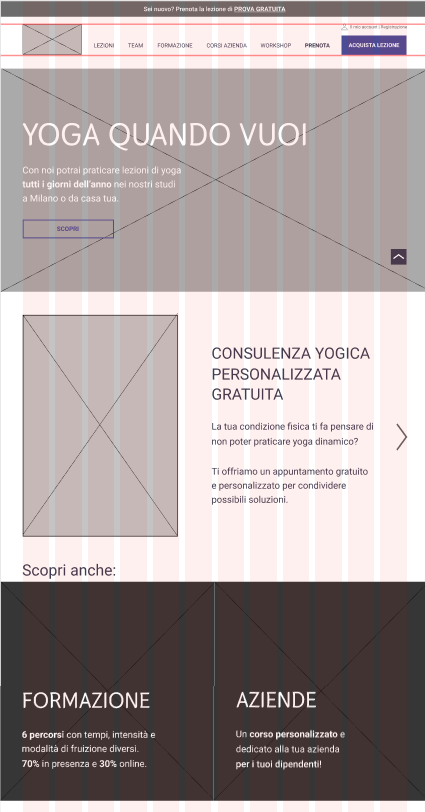 Sei nuovo? Prenota la lezione di PROVA GRATUITA
Il mio account / Registrazione
LEZIONI TEAM FORMAZIONE CORSI AZIENDA WORKSHOP PRENOTA ACQUISTA LEZIONE
YOGA QUANDO VUOI
Con noi potrai praticare lezioni di yoga
tutti i giorni dell'anno nei nostri studi
a Milano o da casa tua.
SCOPRI
CONSULENZA YOGICA
PERSONALIZZATA
GRATUITA
La tua condizione fisica ti fa pensare di
non poter praticare yoga dinamico?
Ti offriamo un appuntamento gratuito
e personalizzato per condividere
possibili soluzioni.
Scopri anche:
FORMAZIONE
6 percorsi con tempi, intensità e
modalità di fruizione diversi.
70% in presenza e 30% online.
AZIENDE
Un corso personalizzato e
dedicato alla tua azienda
per i tuoi dipendenti!